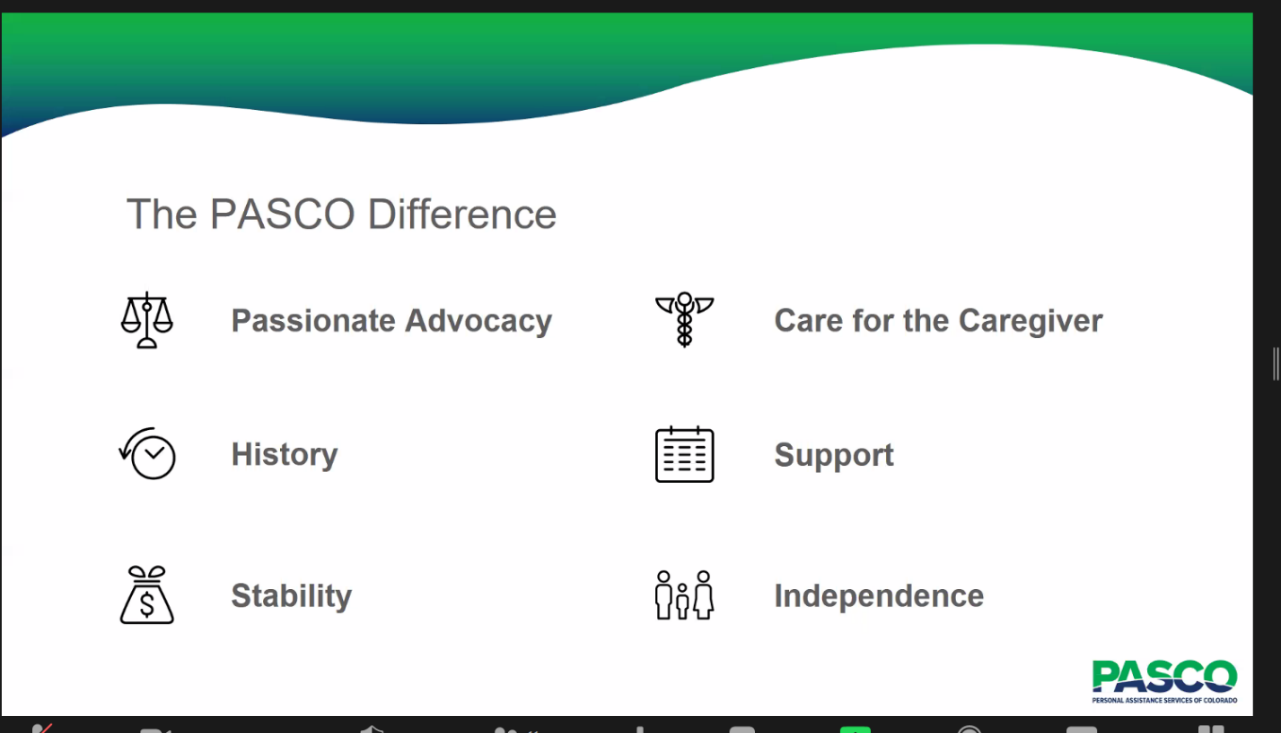 The PASCO Difference
Passionate Advocacy
Care for the Caregiver
History
Support
$
Stability
Independence
PASCO
PERSONAL ASSISTANCE SERVICES OF COLORADO